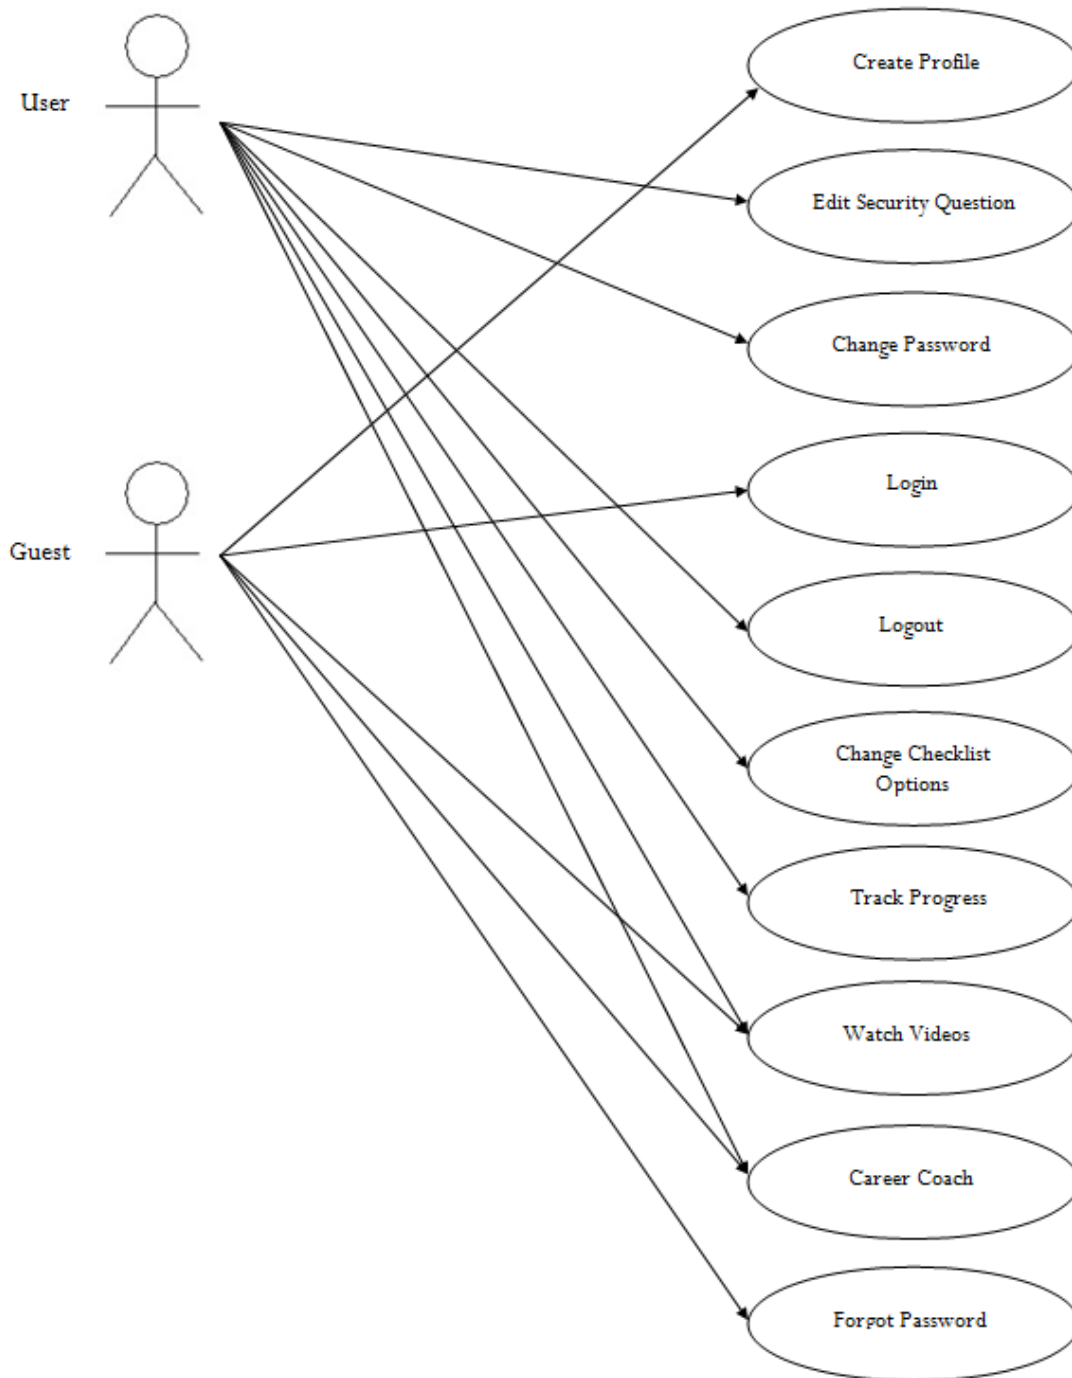 Create Profile
User
Edit Security Question
Change Password
Login
Guest
Logout
Change Checklist
Options
Track Progress
Watch Videos
Career Coach
Forgot Password